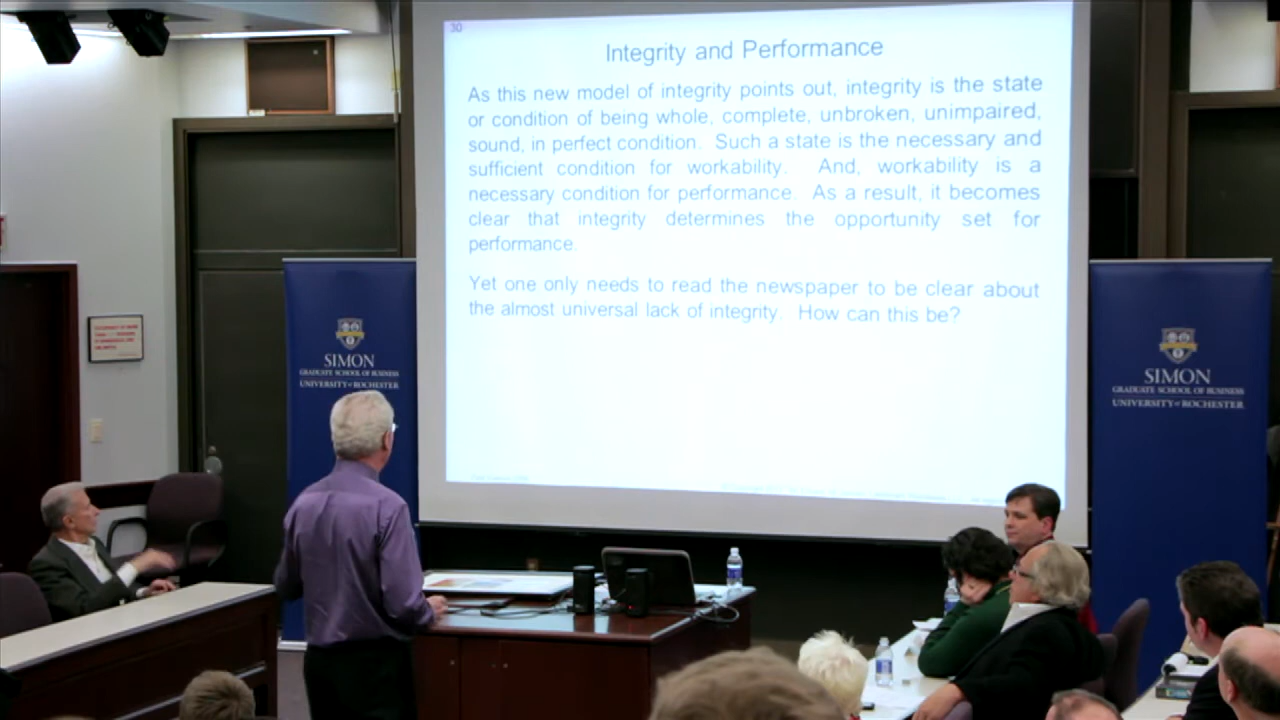 30
Integrity and Performance
As this new model of integrity points out, integrity is the state
or condition of being whole, complete, unbroken, unimpaired,
sound, in perfect condition. Such a state is the necessary and
sufficient condition for workability. And, workability is a
necessary condition for performance. As a result, it becomes
clear that integrity determines the opportunity set for
performance.
Yet one only needs to read the newspaper to be clear about
the almost universal lack of integrity. How can this be?
SIMON
GRADUATE SCHOOL OF BUSINESS
UNIVERSITY of ROCHESTER
SIMON
GRADUATE SCHOOL OF BUSINESS
UNIVERSITY of ROCHESTER